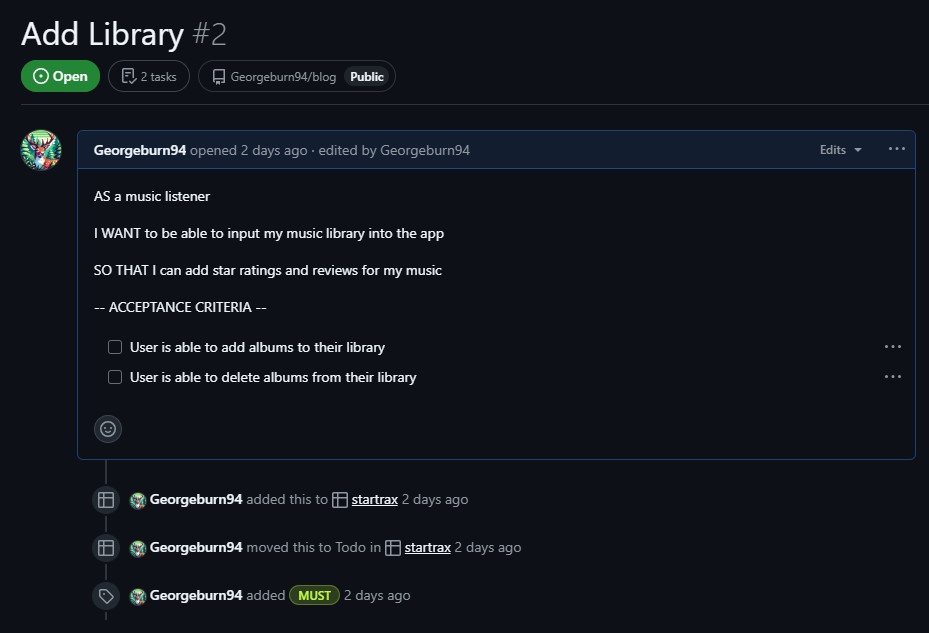 Add Library #2
Open 2 tasks Georgeburn94/blog Public
Georgeburn94 opened 2 days ago · edited by Georgeburn94 Edits
AS a music listener
I WANT to be able to input my music library into the app
SO THAT I can add star ratings and reviews for my music
-- ACCEPTANCE CRITERIA --
User is able to add albums to their library
User is able to delete albums from their library
Georgeburn94 added this to startrax 2 days ago
Georgeburn94 moved this to Todo in startrax 2 days ago
Georgeburn94 added MUST 2 days ago